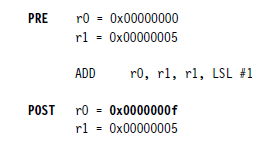 PRE r0 = 0x00000000
r1 = 0x00000005
ADD r0, r1, r1, LSL #1
POST r0 = 0x0000000f
r1 = 0x00000005